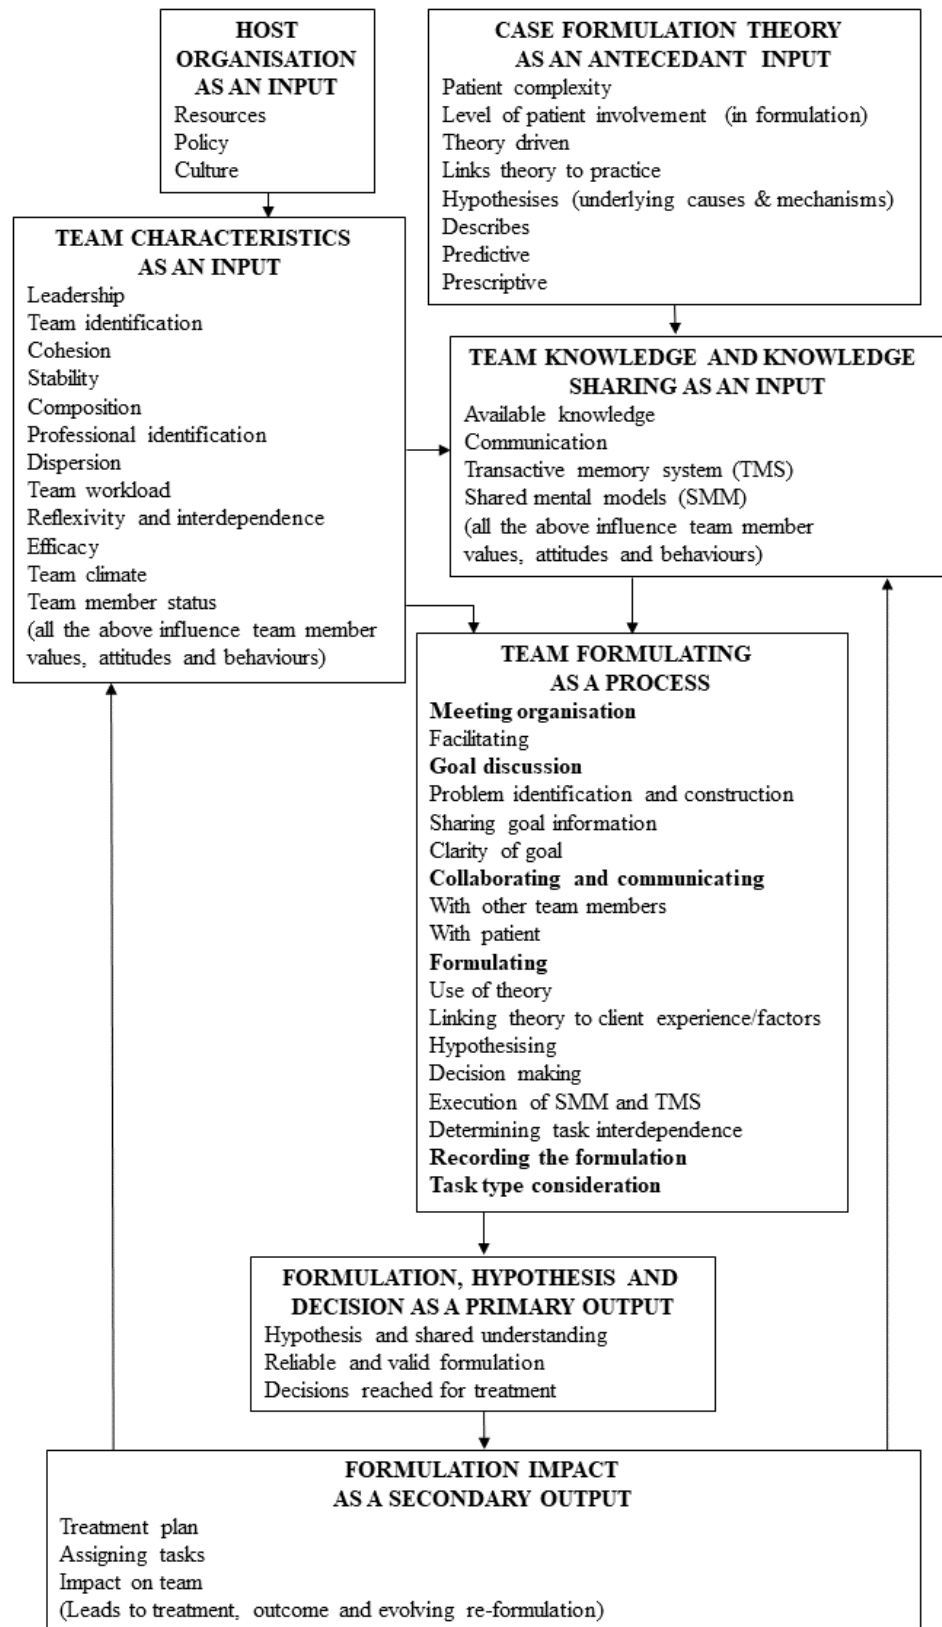 HOST
ORGANISATION
AS AN INPUT
Resources
Policy
Culture
CASE FORMULATION THEORY
AS AN ANTECEDANT INPUT
Patient complexity
Level of patient involvement (in formulation)
Theory driven
Links theory to practice
Hypothesises (underlying causes & mechanisms)
Describes
Predictive
Prescriptive
TEAM CHARACTERISTICS
AS AN INPUT
Leadership
Team identification
Cohesion
Stability
Composition
Professional identification
Dispersion
Team workload
Reflexivity and interdependence
Efficacy
Team climate
Team member status
(all the above influence team member
values, attitudes and behaviours)
TEAM KNOWLEDGE AND KNOWLEDGE
SHARING AS AN INPUT
Available knowledge
Communication
Transactive memory system (TMS)
Shared mental models (SMM)
(all the above influence team member
values, attitudes and behaviours)
TEAM FORMULATING
AS A PROCESS
Meeting organisation
Facilitating
Goal discussion
Problem identification and construction
Sharing goal information
Clarity of goal
Collaborating and communicating
With other team members
With patient
Formulating
Use of theory
Linking theory to client experience/factors
Hypothesising
Decision making
Execution of SMM and TMS
Determining task interdependence
Recording the formulation
Task type consideration
FORMULATION, HYPOTHESIS AND
DECISION AS A PRIMARY OUTPUT
Hypothesis and shared understanding
Reliable and valid formulation
Decisions reached for treatment
FORMULATION IMPACT
AS A SECONDARY OUTPUT
Treatment plan
Assigning tasks
Impact on team
(Leads to treatment, outcome and evolving re-formulation)